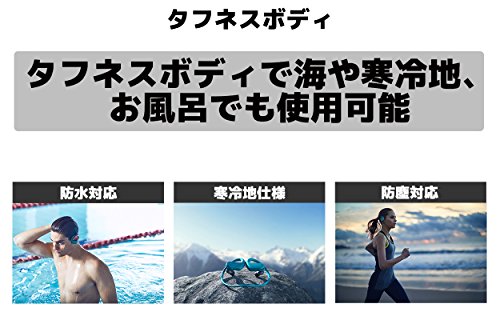 タフネスボディ
タフネスボディで海や寒冷地、
お風呂でも使用可能
防水対応
寒冷地仕様
防塵対応